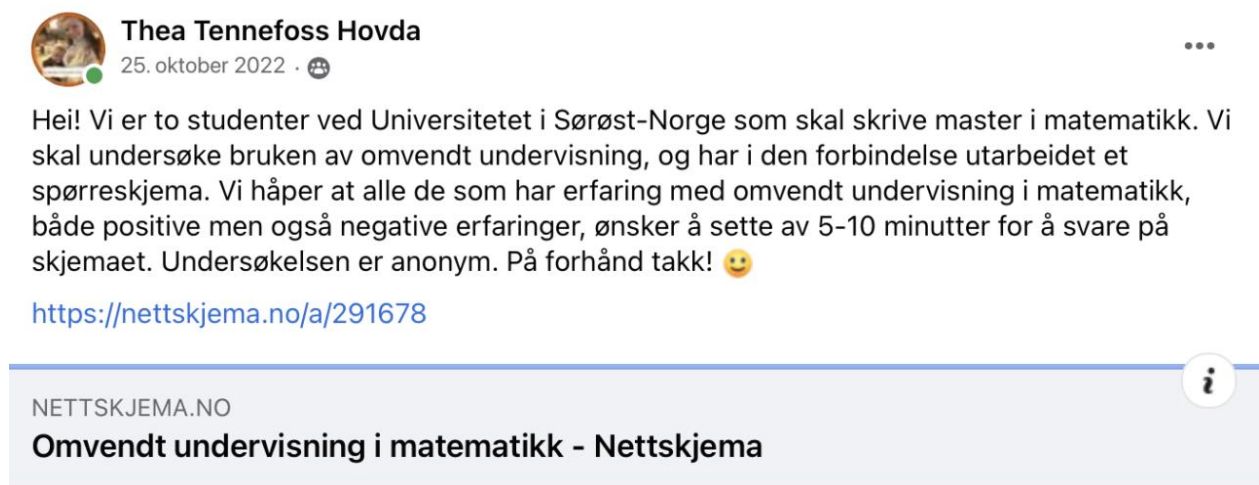 Thea Tennefoss Hovda
25. oktober 2022 ·
Hei! Vi er to studenter ved Universitetet i Sørøst-Norge som skal skrive master i matematikk. Vi
skal undersøke bruken av omvendt undervisning, og har i den forbindelse utarbeidet et
spørreskjema. Vi håper at alle de som har erfaring med omvendt undervisning i matematikk,
både positive men også negative erfaringer, ønsker å sette av 5-10 minutter for å svare på
skjemaet. Undersøkelsen er anonym. På forhånd takk! 🙂
https://nettskjema.no/a/291678
NETTSKJEMA.NO
Omvendt undervisning i matematikk - Nettskjema